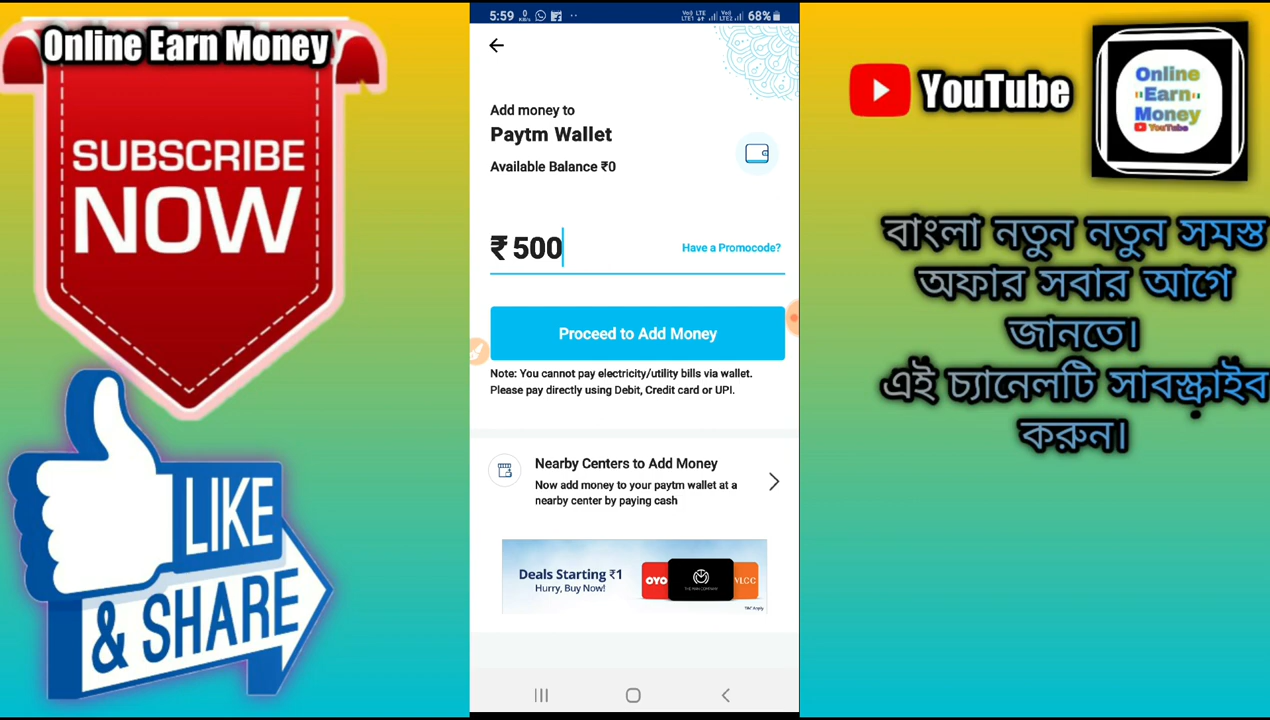 Online Earn Money
SUBSCRIBE
NOW
LIKE
& SHARE
5:59
68%
Add money to
Paytm Wallet
Available Balance ₹0
₹ 500
Have a Promocode?
Proceed to Add Money
Note: You cannot pay electricity/utility bills via wallet.
Please pay directly using Debit, Credit card or UPI.
Nearby Centers to Add Money
Now add money to your paytm wallet at a
nearby center by paying cash
Deals Starting ₹1
Hurry, Buy Now!
OYO
THE MAN COMPANY
VLCC
YouTube
Online
Earn
Money
YouTube
বাংলা নতুন নতুন সমস্ত
অফার সবার আগে
জানতে।
এই চ্যানেলটি সাবস্ক্রাইব
করুন।